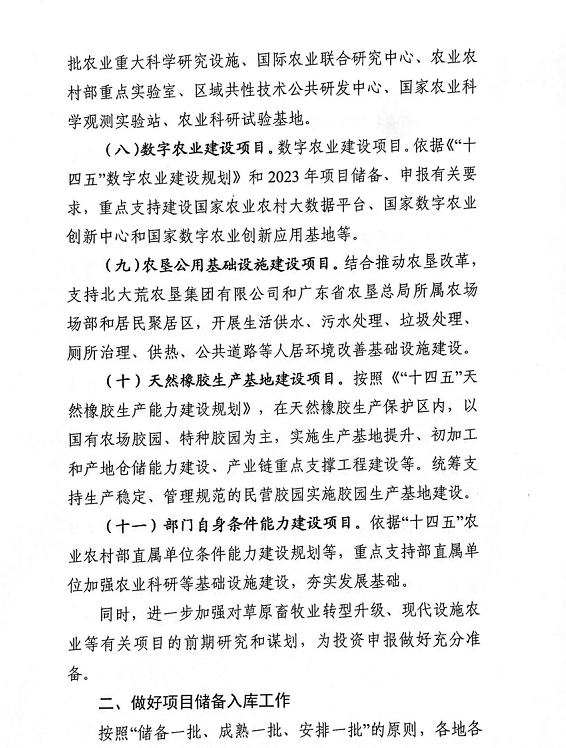 批农业重大科学研究设施、国际农业联合研究中心、农业农
村部重点实验室、区域共性技术公共研发中心、国家农业科
学观测实验站、农业科研试验基地。
（八）数字农业建设项目。数字农业建设项目。依据《“十
四五”数字农业建设规划》和 2023 年项目储备、申报有关要
求，重点支持建设国家农业农村大数据平台、国家数字农业
创新中心和国家数字农业创新应用基地等。
（九）农垦公用基础设施建设项目。结合推动农垦改革，
支持北大荒农垦集团有限公司和广东省农垦总局所属农场
场部和居民聚居区，开展生活供水、污水处理、垃圾处理、
厕所治理、供热、公共道路等人居环境改善基础设施建设。
（十）天然橡胶生产基地建设项目。按照《“十四五”天
然橡胶生产能力建设规划》，在天然橡胶生产保护区内，以
国有农场胶园、特种胶园为主，实施生产基地提升、初加工
和产地仓储能力建设、产业链重点支撑工程建设等。统筹支
持生产稳定、管理规范的民营胶园实施胶园生产基地建设。
（十一）部门自身条件能力建设项目。依据“十四五”农
业农村部直属单位条件能力建设规划等，重点支持部直属单
位加强农业科研等基础设施建设，夯实发展基础。
同时，进一步加强对草原畜牧业转型升级、现代设施农
业等有关项目的前期研究和谋划，为投资申报做好充分准
备。
二、做好项目储备入库工作
按照“储备一批、成熟一批、安排一批”的原则，各地各